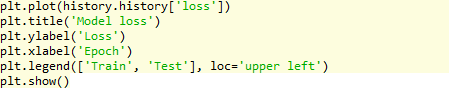 plt.plot(history.history['loss'])
plt.title('Model loss')
plt.ylabel('Loss')
plt.xlabel('Epoch')
plt.legend(['Train', 'Test'], loc='upper left')
plt.show()